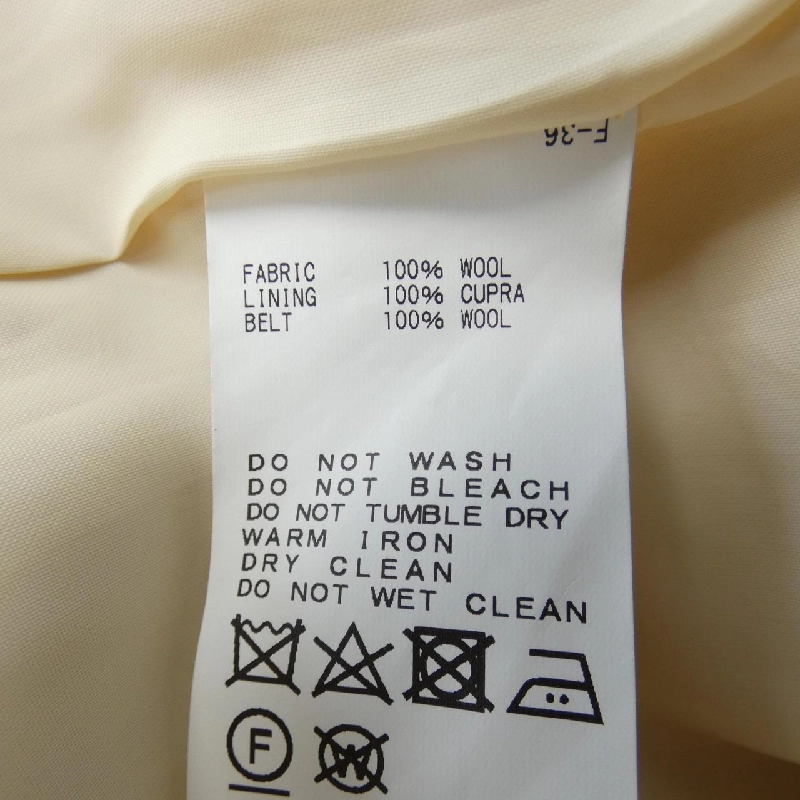 F-36
FABRIC 100% WOOL
LINING 100% CUPRA
BELT 100% WOOL
DO NOT WASH
DO NOT BLEACH
DO NOT TUMBLE DRY
WARM IRON
DRY CLEAN
DO NOT WET CLEAN
F W